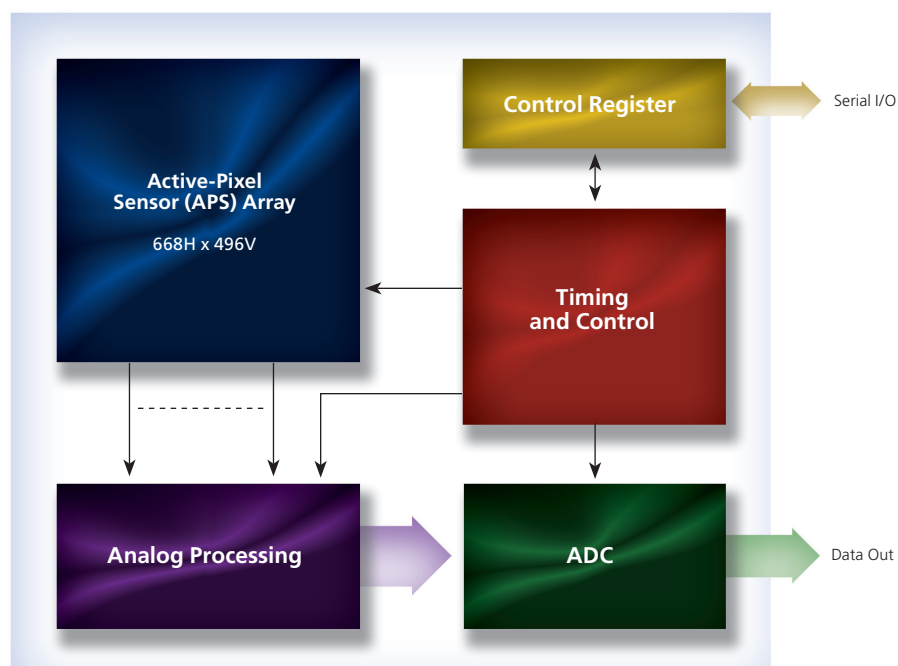 Active-Pixel
Sensor (APS) Array
668H x 496V
Control Register
Serial I/O
Timing
and Control
Analog Processing
ADC
Data Out